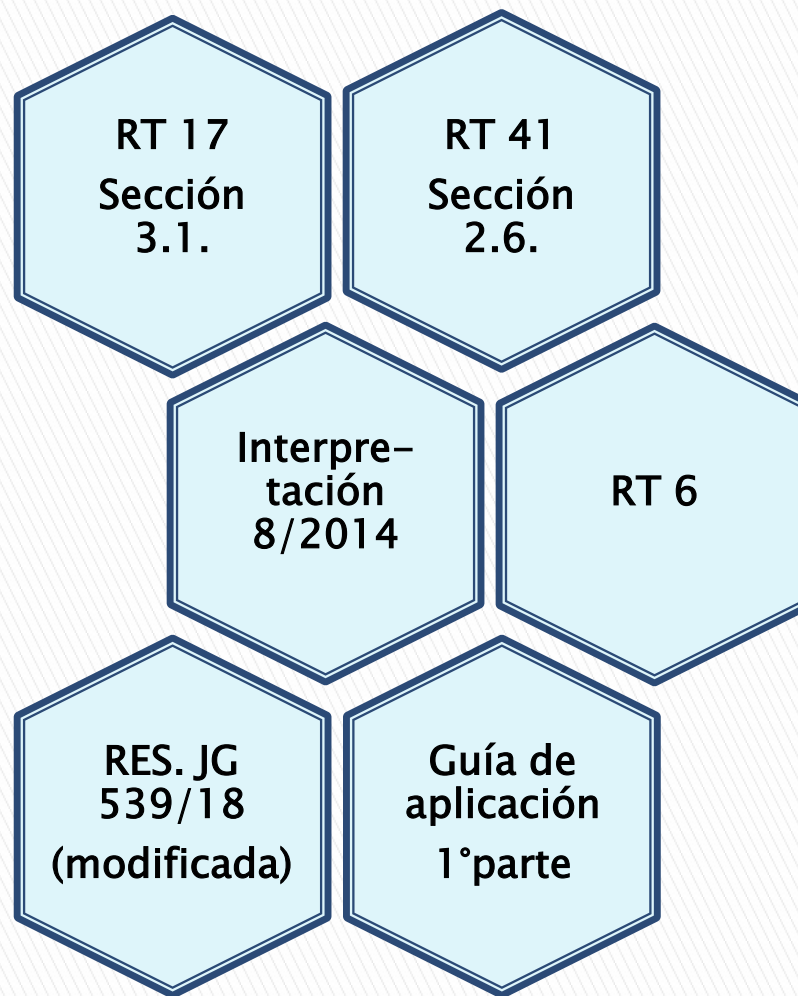 RT 17
Sección
3.1.
RT 41
Sección
2.6.
Interpre-
tación
8/2014
RT 6
RES. JG
539/18
(modificada)
Guía de
aplicación
1°parte